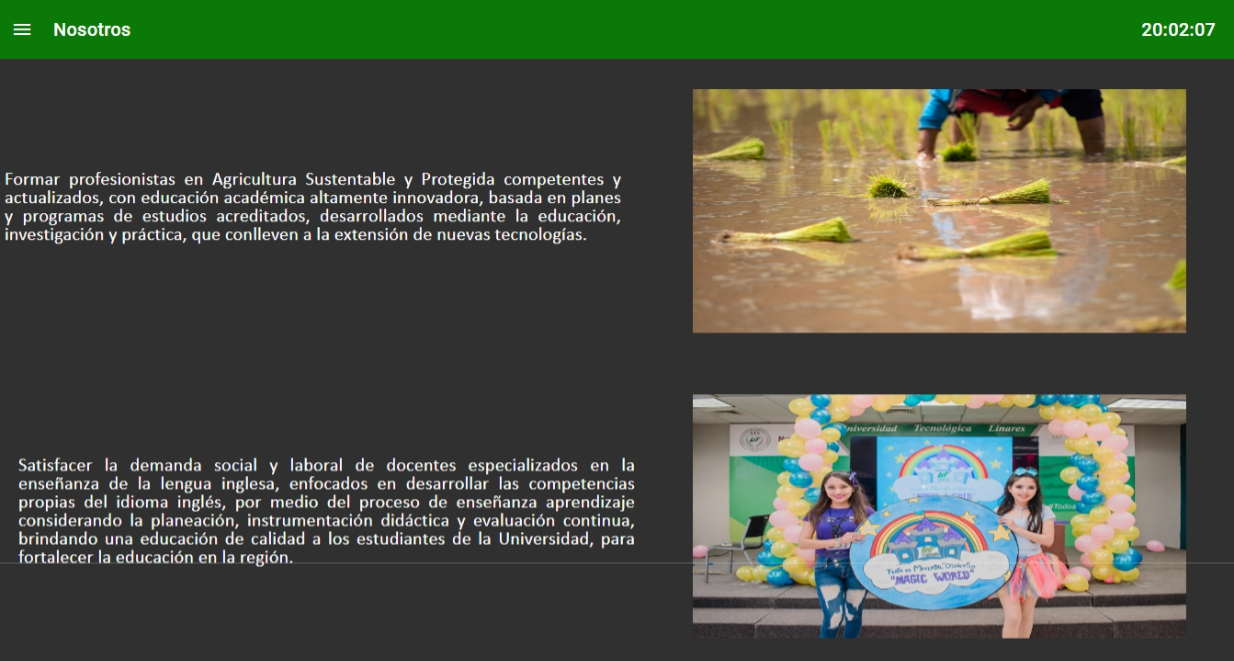 Nosotros
20:02:07
Formar profesionistas en Agricultura Sustentable y Protegida competentes y
actualizados, con educación académica altamente innovadora, basada en planes
y programas de estudios acreditados, desarrollados mediante la educación,
investigación y práctica, que conlleven a la extensión de nuevas tecnologías.
Universidad Tecnológica Linares
Satisfacer la demanda social y laboral de docentes especializados en la
enseñanza de la lengua inglesa, enfocados en desarrollar las competencias
propias del idioma inglés, por medio del proceso de enseñanza aprendizaje
considerando la planeación, instrumentación didáctica y evaluación continua,
brindando una educación de calidad a los estudiantes de la Universidad, para
fortalecer la educación en la región.
"MAGIC WORLD"